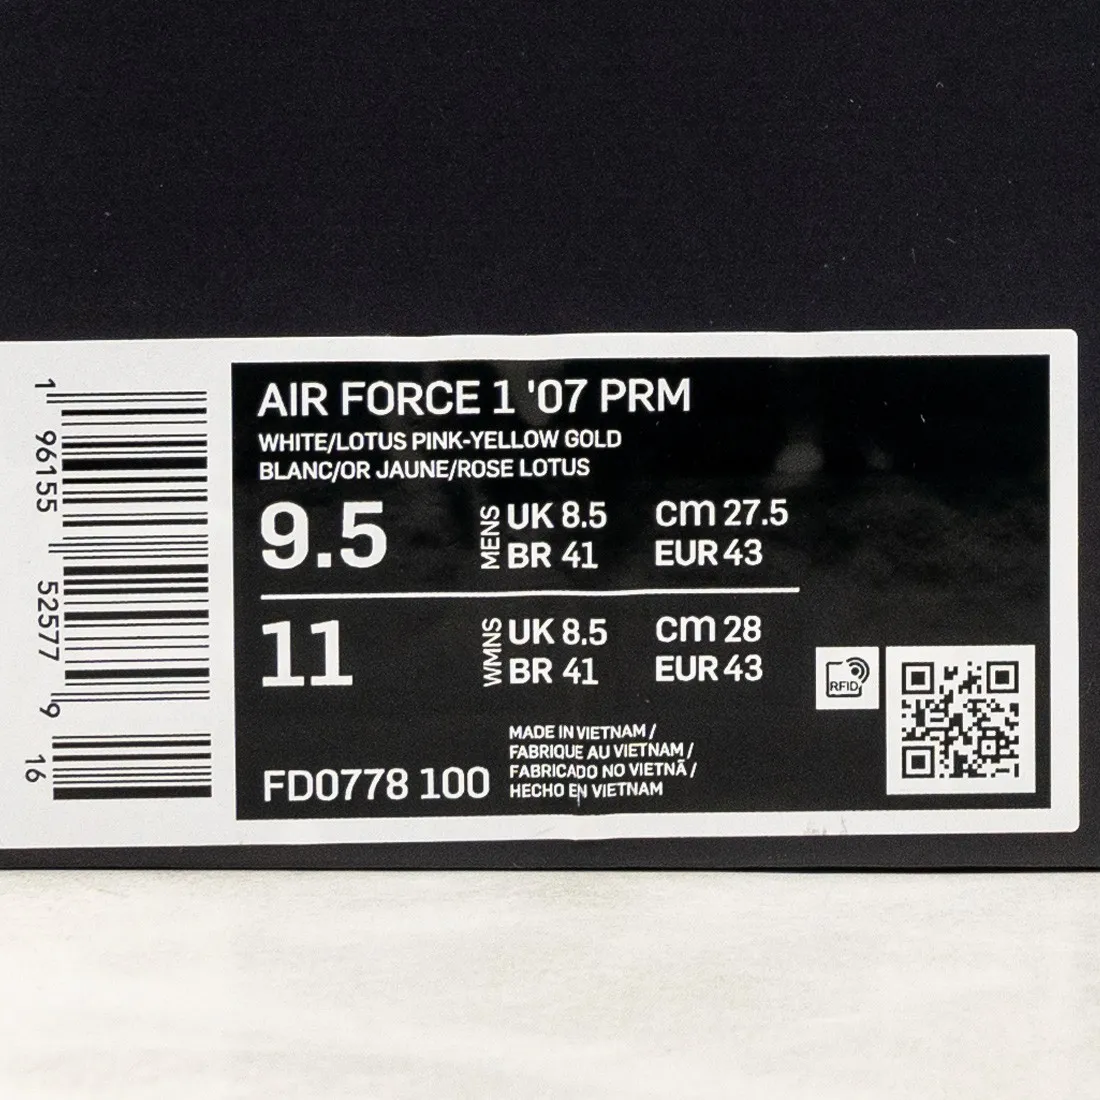 AIR FORCE 1 '07 PRM
WHITE/LOTUS PINK-YELLOW GOLD
BLANC/OR JAUNE/ROSE LOTUS
9.5 MENS UK 8.5 CM 27.5
BR 41 EUR 43
11 WMNS UK 8.5 CM 28
BR 41 EUR 43
RFID
MADE IN VIETNAM /
FABRIQUE AU VIETNAM /
FABRICADO NO VIETNÃ /
HECHO EN VIETNAM
FD0778 100
1 96155 52577 9 16